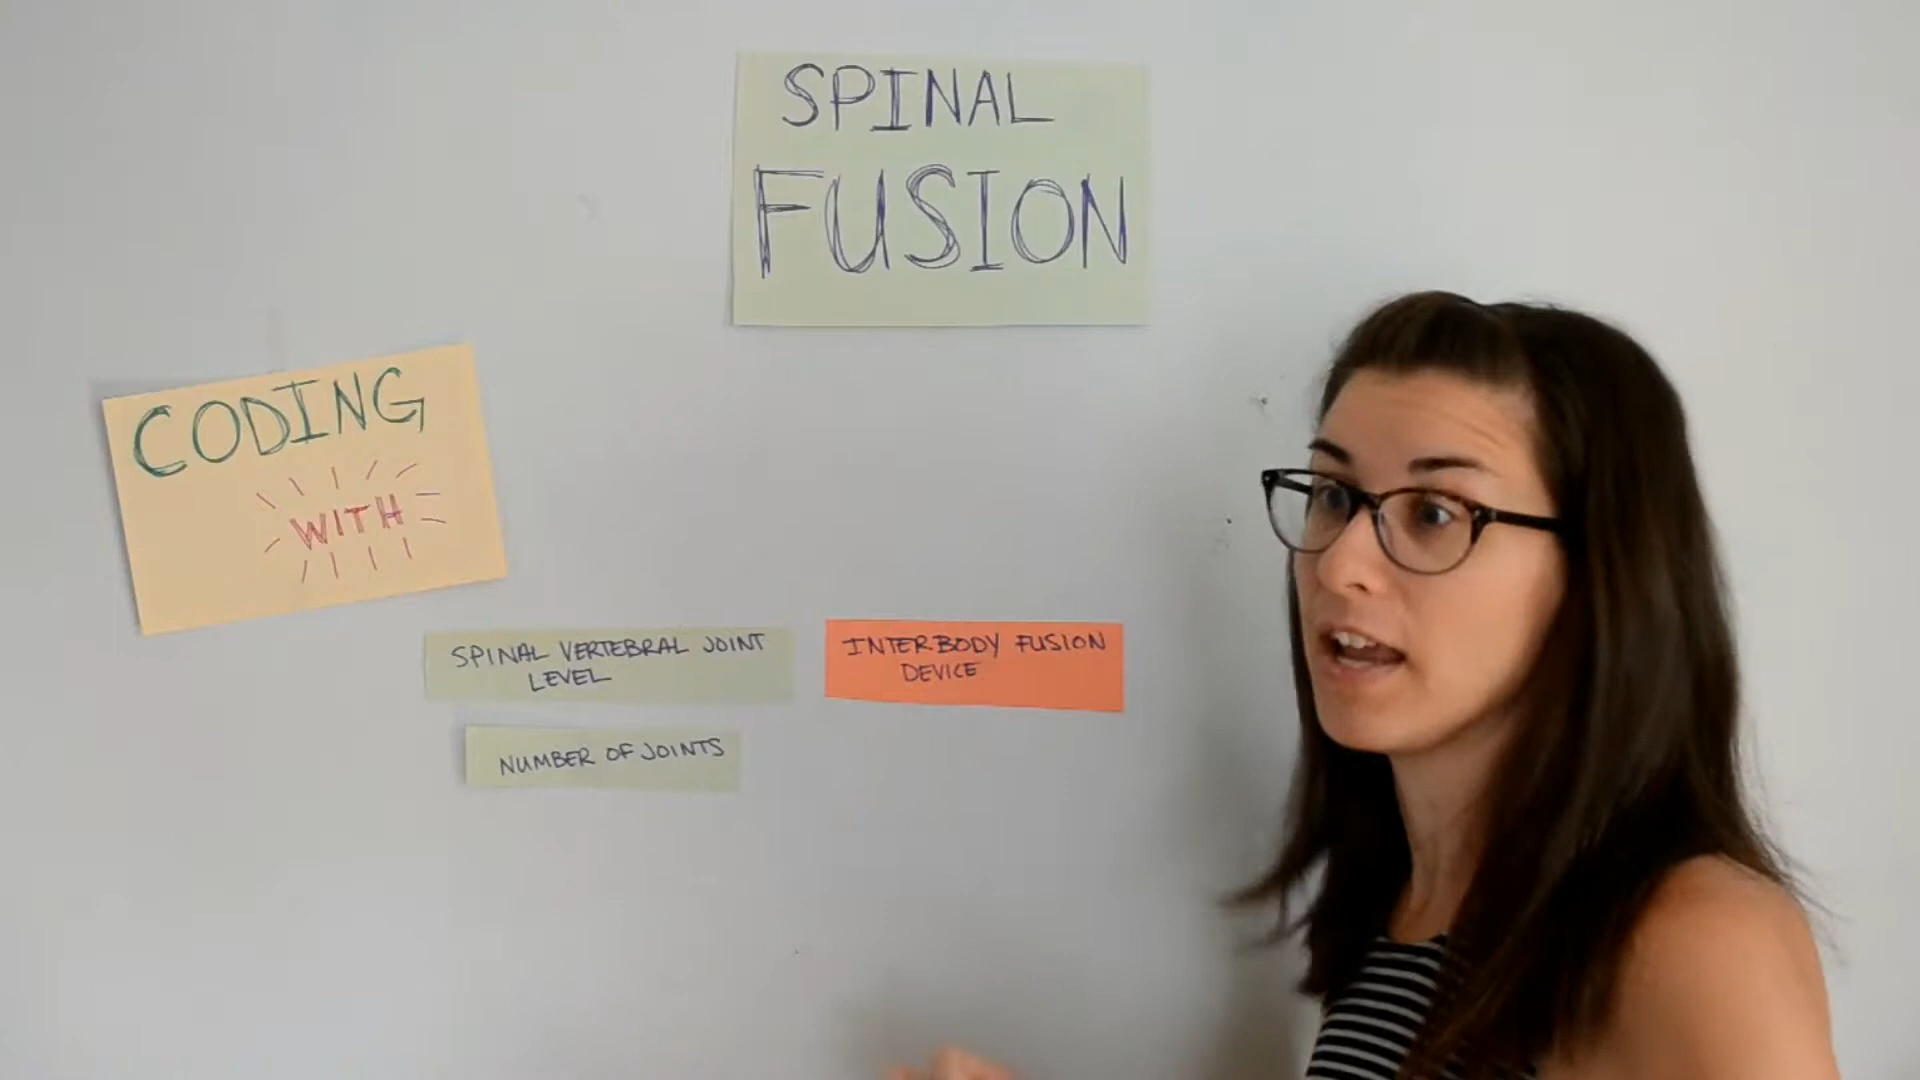 SPINAL
FUSION
CODING
WITH
SPINAL VERTEBRAL JOINT
LEVEL
INTERBODY FUSION
DEVICE
NUMBER OF JOINTS